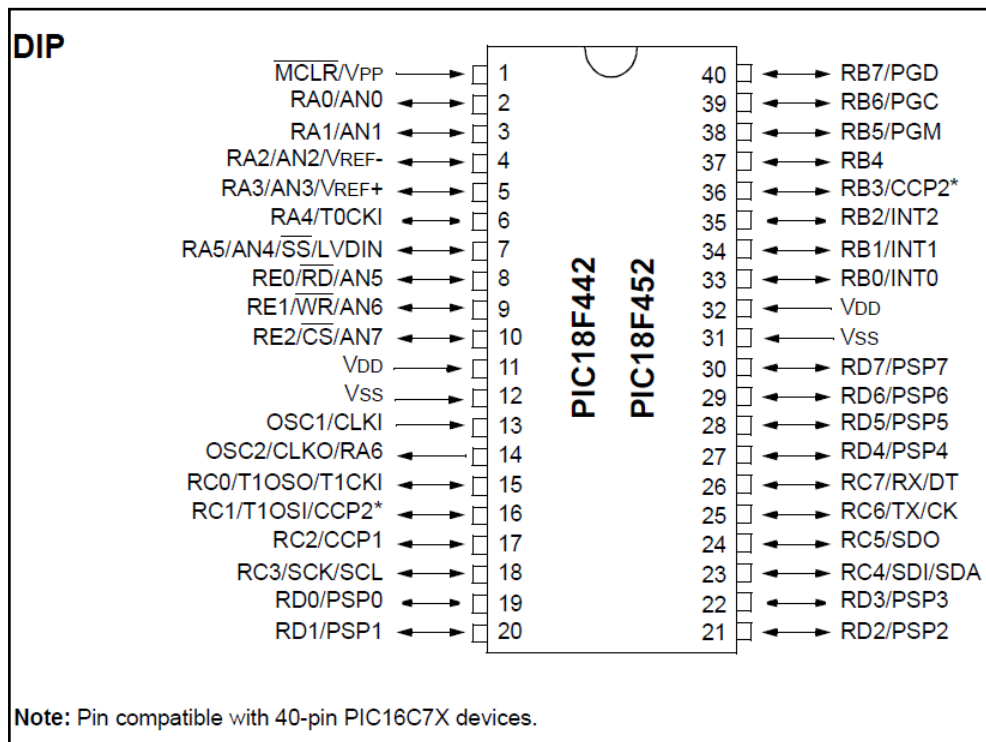 DIP
M̅C̅L̅R̅/VPP 1 40 RB7/PGD
RA0/AN0 2 39 RB6/PGC
RA1/AN1 3 38 RB5/PGM
RA2/AN2/VREF- 4 37 RB4
RA3/AN3/VREF+ 5 36 RB3/CCP2*
RA4/T0CKI 6 35 RB2/INT2
RA5/AN4/S̅S̅/LVDIN 7 34 RB1/INT1
RE0/R̅D̅/AN5 8 33 RB0/INT0
RE1/W̅R̅/AN6 9 32 VDD
RE2/C̅S̅/AN7 10 31 VSS
VDD 11 30 RD7/PSP7
VSS 12 29 RD6/PSP6
OSC1/CLKI 13 28 RD5/PSP5
OSC2/CLKO/RA6 14 27 RD4/PSP4
RC0/T1OSO/T1CKI 15 26 RC7/RX/DT
RC1/T1OSI/CCP2* 16 25 RC6/TX/CK
RC2/CCP1 17 24 RC5/SDO
RC3/SCK/SCL 18 23 RC4/SDI/SDA
RD0/PSP0 19 22 RD3/PSP3
RD1/PSP1 20 21 RD2/PSP2
PIC18F442
PIC18F452
Note: Pin compatible with 40-pin PIC16C7X devices.